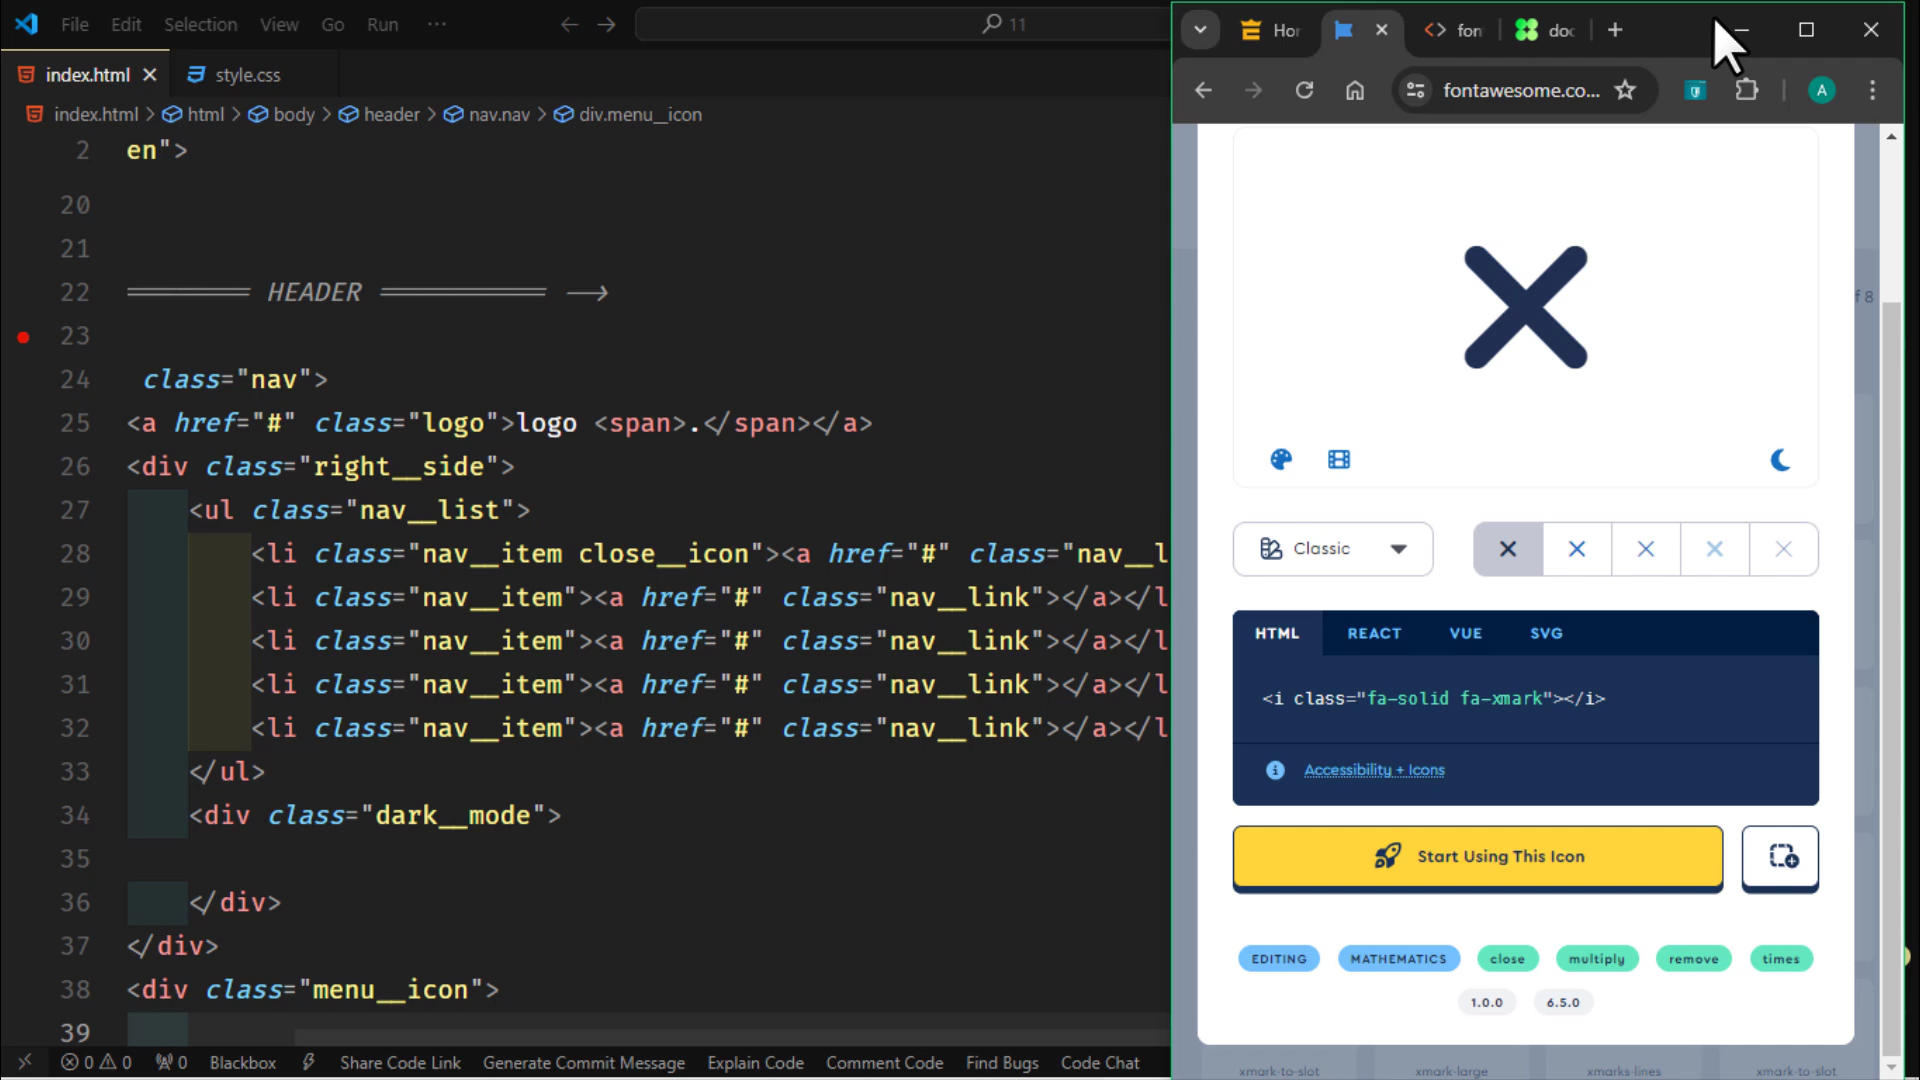 File Edit Selection View Go Run ··· 11
index.html style.css
index.html > html > body > header > nav.nav > div.menu__icon
2 en">
20
21
22 ======= HEADER ========== -->
23
24 class="nav">
25 <a href="#" class="logo">logo <span>.</span></a>
26 <div class="right__side">
27 <ul class="nav__list">
28 <li class="nav__item close__icon"><a href="#" class="nav__l
29 <li class="nav__item"><a href="#" class="nav__link"></a></l
30 <li class="nav__item"><a href="#" class="nav__link"></a></l
31 <li class="nav__item"><a href="#" class="nav__link"></a></l
32 <li class="nav__item"><a href="#" class="nav__link"></a></l
33 </ul>
34 <div class="dark__mode">
35
36 </div>
37 </div>
38 <div class="menu__icon">
39
0 0 0 Blackbox Share Code Link Generate Commit Message Explain Code Comment Code Find Bugs Code Chat
Hor fon doc
fontawesome.co... A
f 8
Classic
HTML REACT VUE SVG
<i class="fa-solid fa-xmark"></i>
Accessibility + Icons
Start Using This Icon
EDITING MATHEMATICS close multiply remove times
1.0.0 6.5.0
xmark-to-slot xmark-large xmarks-lines xmark-to-slot